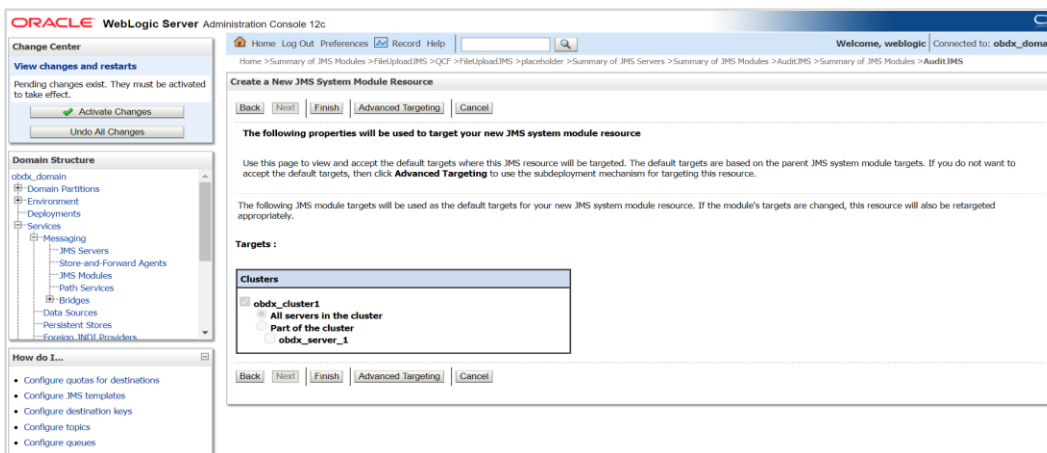 ORACLE WebLogic Server Administration Console 12c
Change Center
View changes and restarts
Pending changes exist. They must be activated
to take effect.
Activate Changes
Undo All Changes
Domain Structure
obdx_domain
Domain Partitions
Environment
Deployments
Services
Messaging
JMS Servers
Store-and-Forward Agents
JMS Modules
Path Services
Bridges
Data Sources
Persistent Stores
Foreign JNDI Providers
How do I...
• Configure quotas for destinations
• Configure JMS templates
• Configure destination keys
• Configure topics
• Configure queues
Home Log Out Preferences Record Help
Welcome, weblogic Connected to: obdx_doma
Home >Summary of JMS Modules >FileUploadJMS >QCF >FileUploadJMS >placeholder >Summary of JMS Servers >Summary of JMS Modules >AuditJMS >Summary of JMS Modules >AuditJMS
Create a New JMS System Module Resource
Back Next Finish Advanced Targeting Cancel
The following properties will be used to target your new JMS system module resource
Use this page to view and accept the default targets where this JMS resource will be targeted. The default targets are based on the parent JMS system module targets. If you do not want to
accept the default targets, then click Advanced Targeting to use the subdeployment mechanism for targeting this resource.
The following JMS module targets will be used as the default targets for your new JMS system module resource. If the module's targets are changed, this resource will also be retargeted
appropriately.
Targets :
Clusters
obdx_cluster1
All servers in the cluster
Part of the cluster
obdx_server_1
Back Next Finish Advanced Targeting Cancel